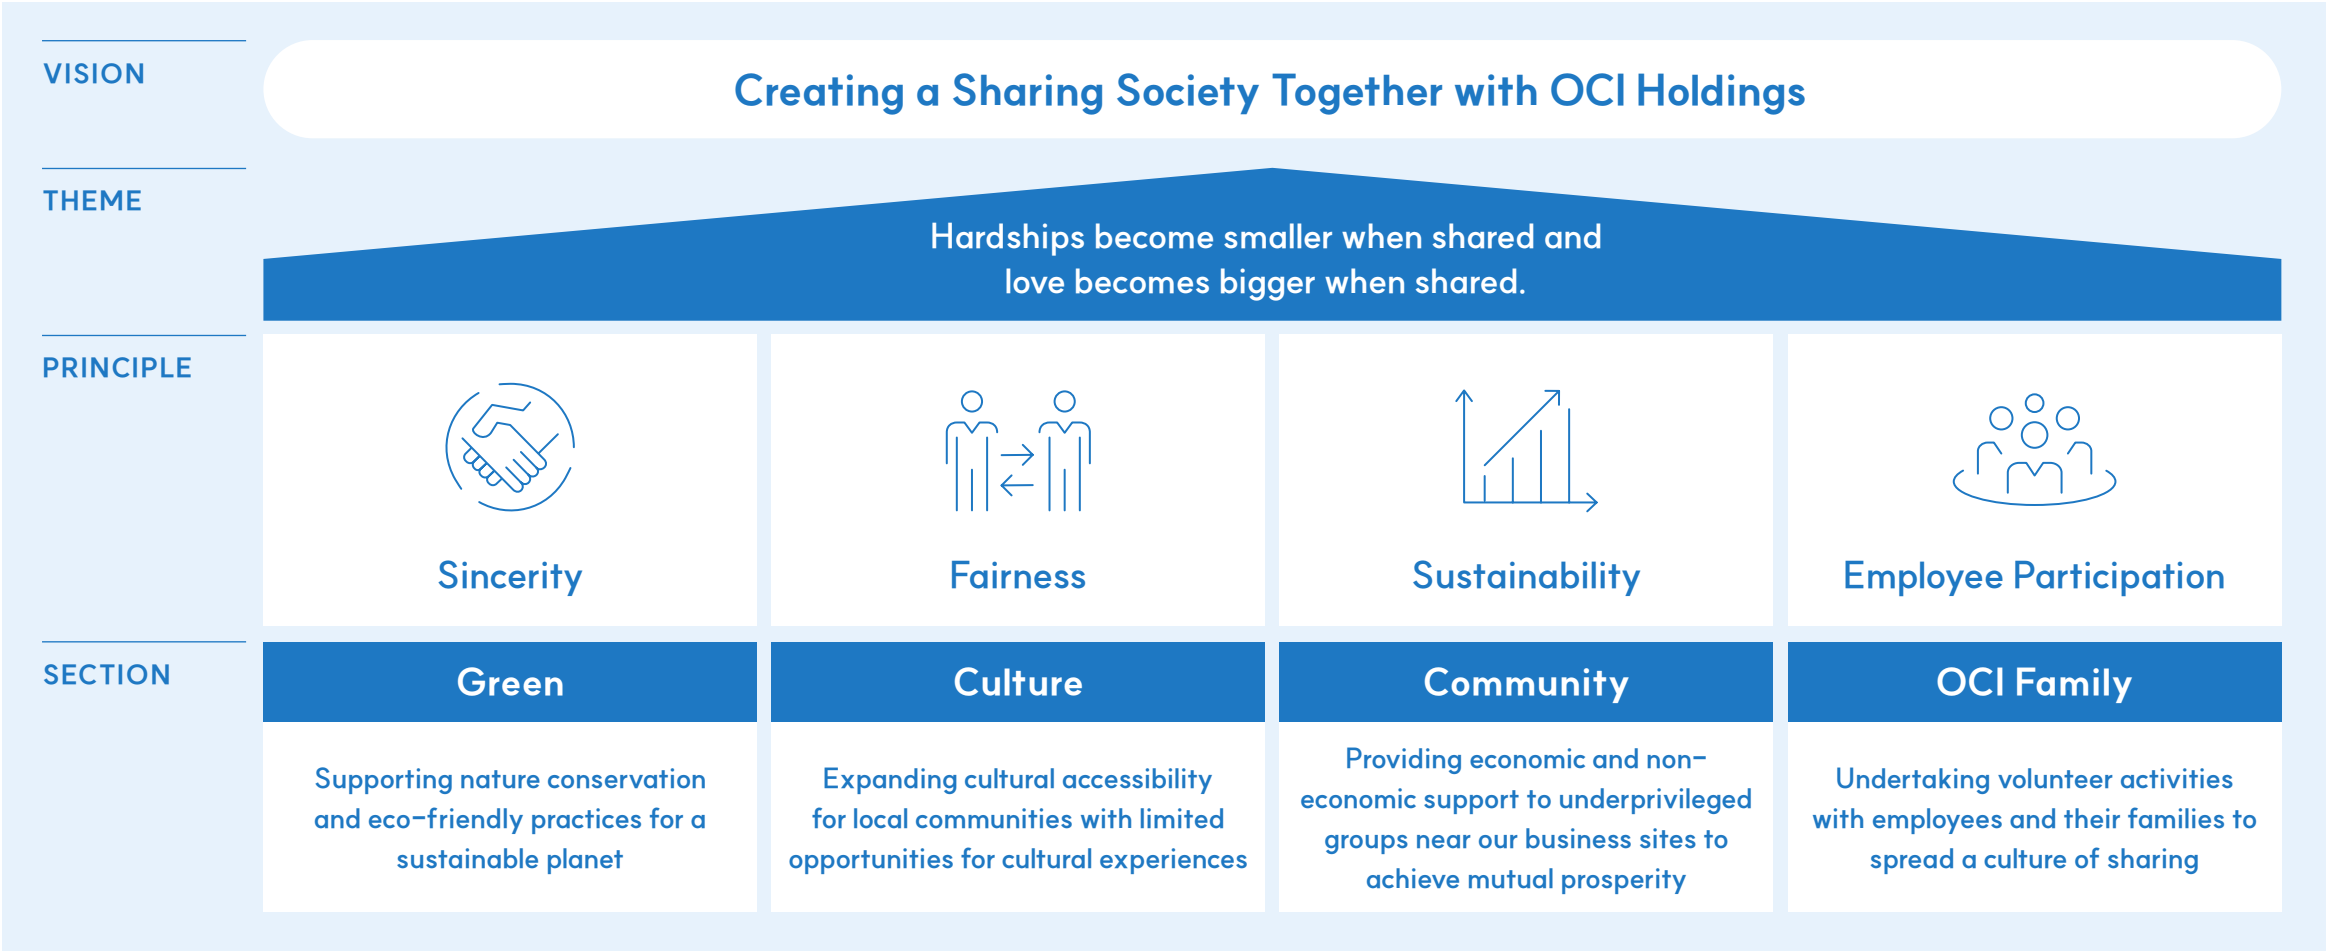 VISION
Creating a Sharing Society Together with OCI Holdings
THEME
Hardships become smaller when shared and
love becomes bigger when shared.
PRINCIPLE
Sincerity
Fairness
Sustainability
Employee Participation
SECTION
Green
Supporting nature conservation
and eco-friendly practices for a
sustainable planet
Culture
Expanding cultural accessibility
for local communities with limited
opportunities for cultural experiences
Community
Providing economic and non-
economic support to underprivileged
groups near our business sites to
achieve mutual prosperity
OCI Family
Undertaking volunteer activities
with employees and their families to
spread a culture of sharing